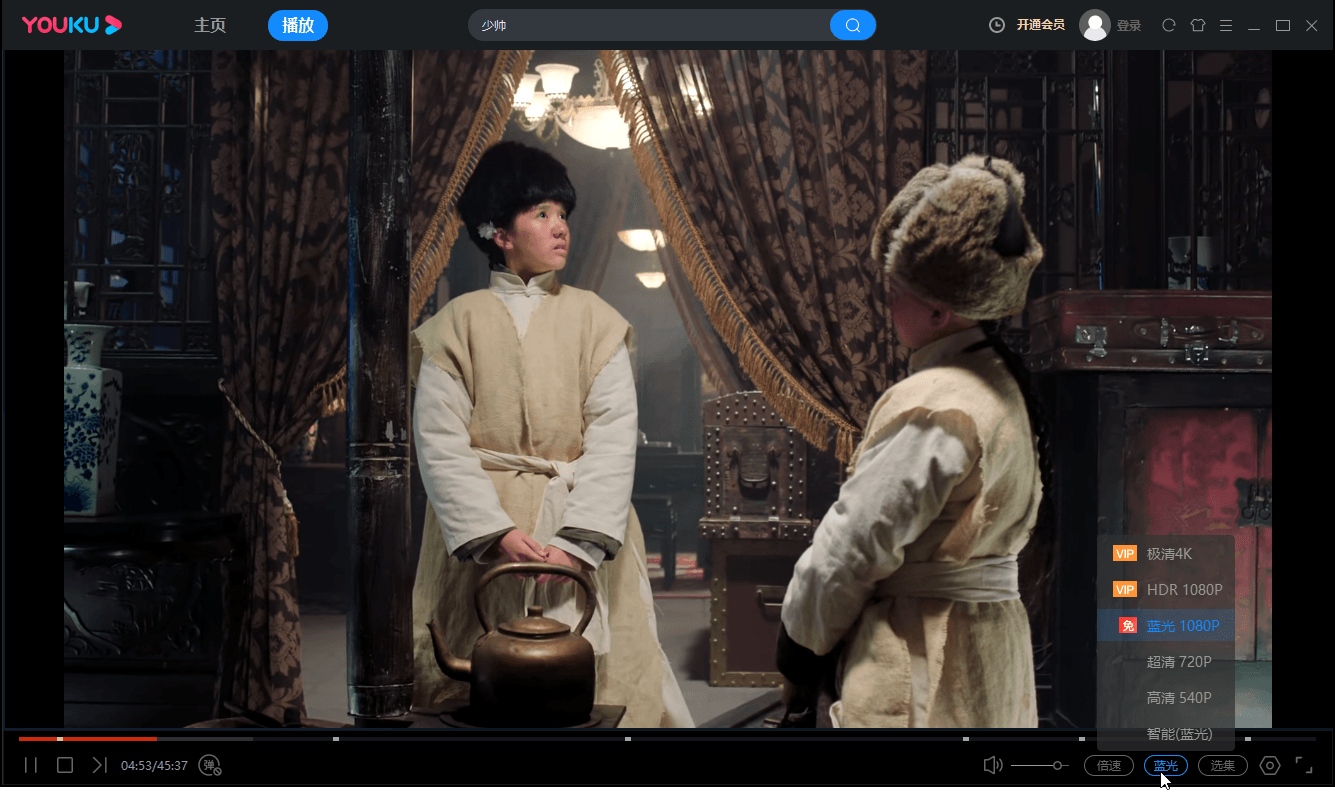 YOUKU
主页
播放
少帅
开通会员
登录
VIP 极清4K
VIP HDR 1080P
免 蓝光 1080P
超清 720P
高清 540P
智能(蓝光)
04:53/45:37
弹
倍速
蓝光
选集